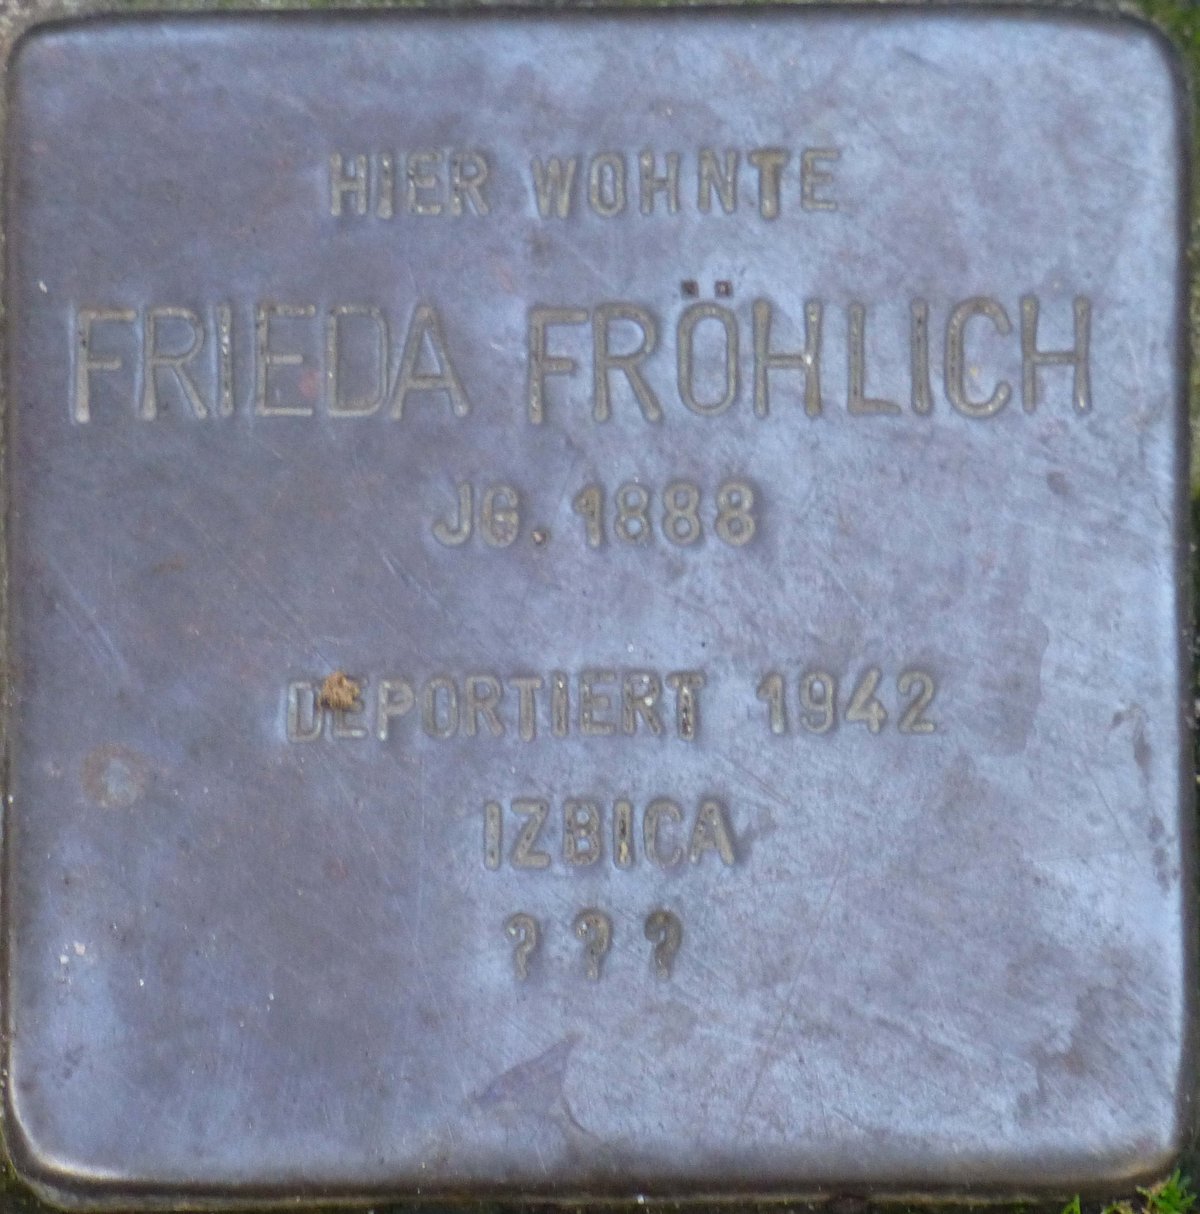 HIER WOHNTE
FRIEDA FRÖHLICH
JG. 1888
DEPORTIERT 1942
IZBICA
? ? ?